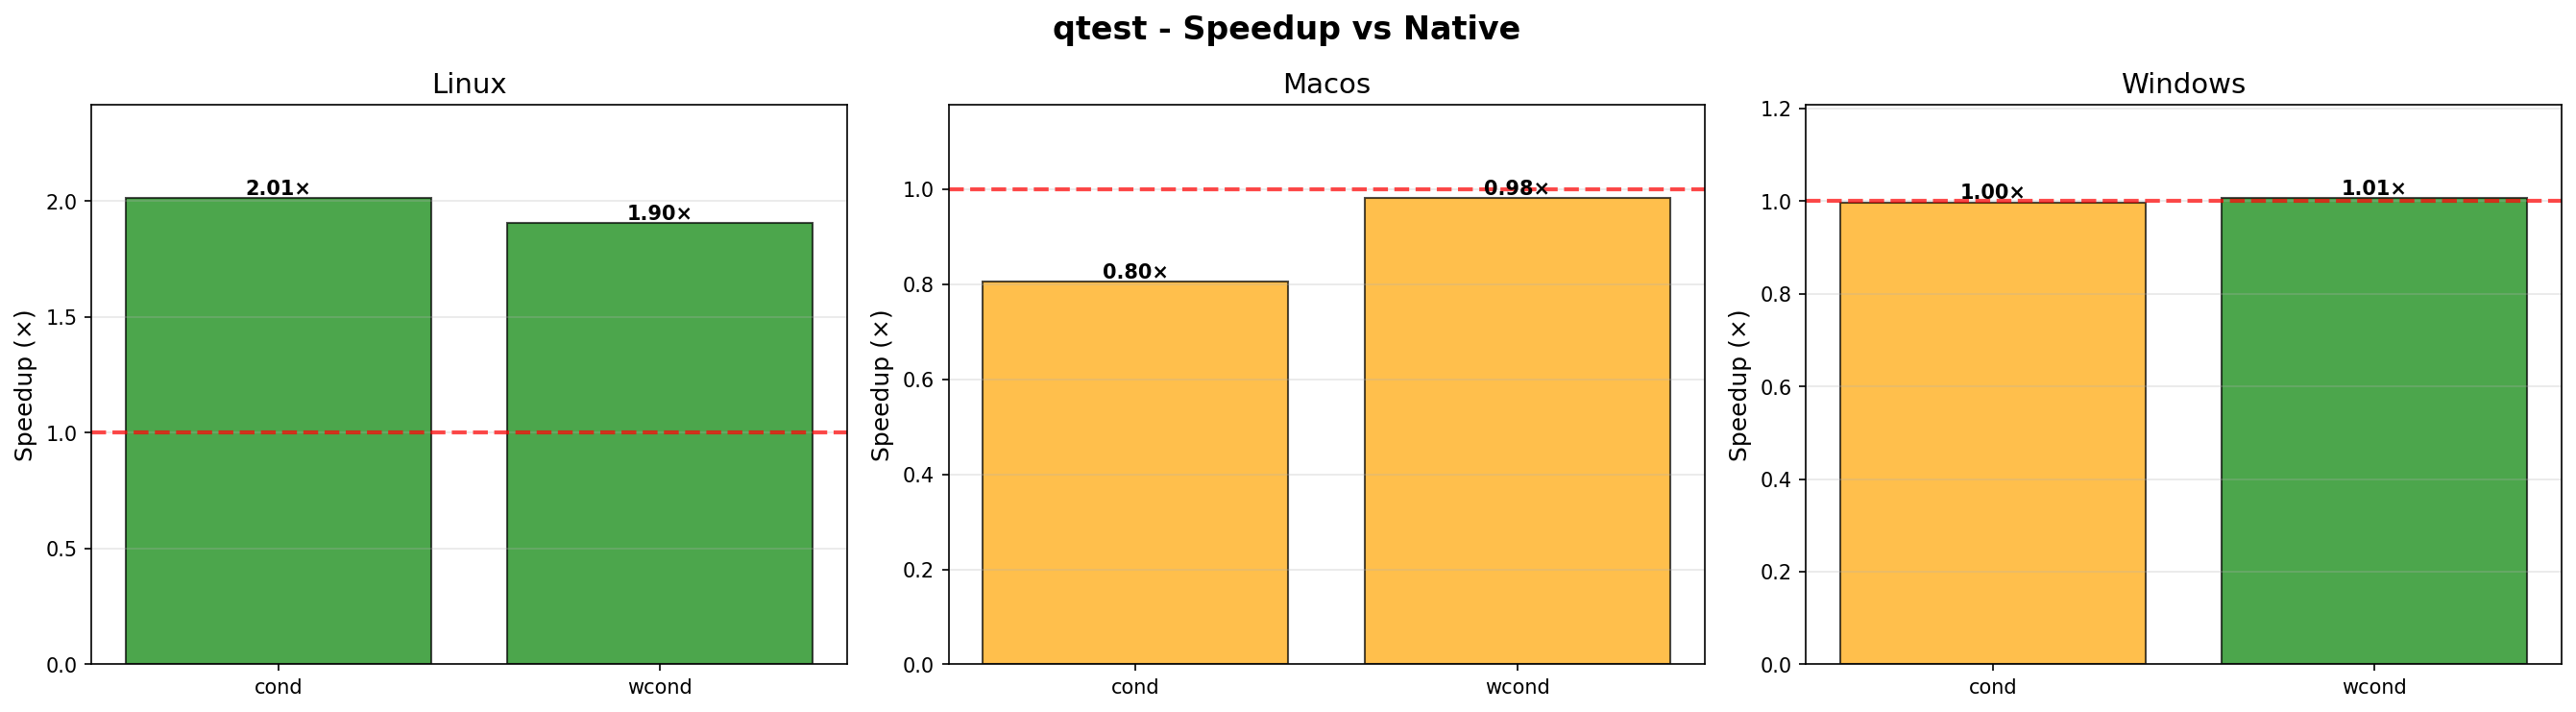 qtest - Speedup vs Native
Linux
Speedup (×)
2.0
1.5
1.0
0.5
0.0
2.01×
1.90×
cond
wcond
Macos
Speedup (×)
1.0
0.8
0.6
0.4
0.2
0.0
0.80×
0.98×
cond
wcond
Windows
Speedup (×)
1.2
1.0
0.8
0.6
0.4
0.2
0.0
1.00×
1.01×
cond
wcond